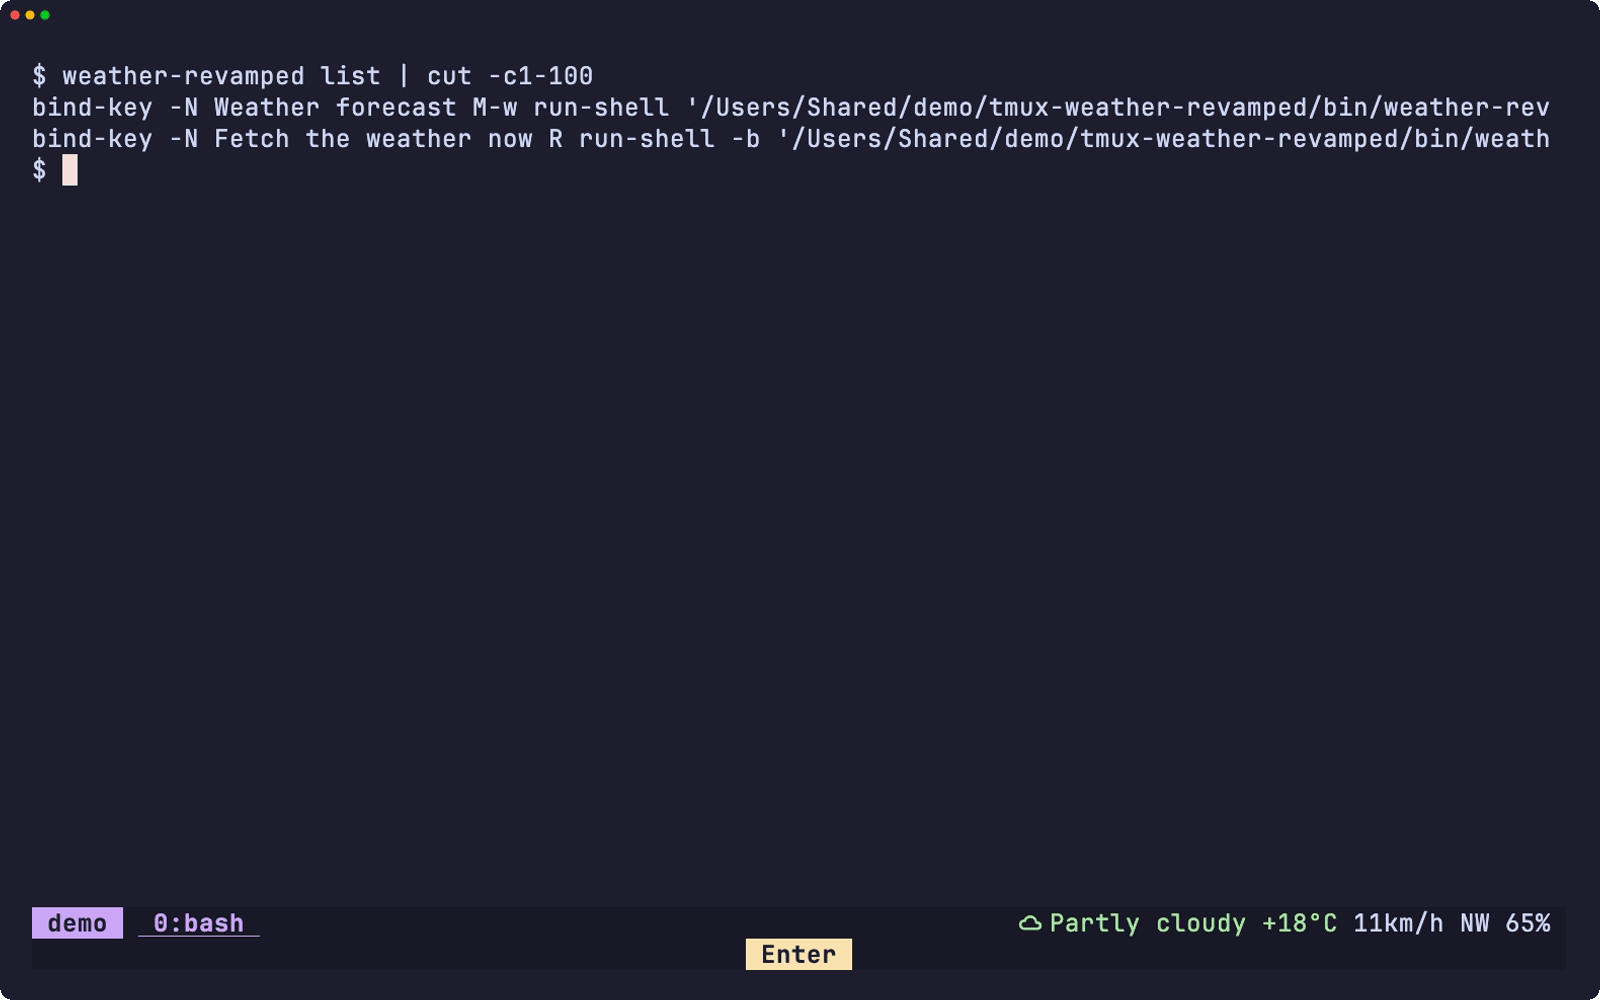 $ weather-revamped list | cut -c1-100
bind-key -N Weather forecast M-w run-shell '/Users/Shared/demo/tmux-weather-revamped/bin/weather-rev
bind-key -N Fetch the weather now R run-shell -b '/Users/Shared/demo/tmux-weather-revamped/bin/weath
$
demo 0:bash Partly cloudy +18°C 11km/h NW 65%
Enter